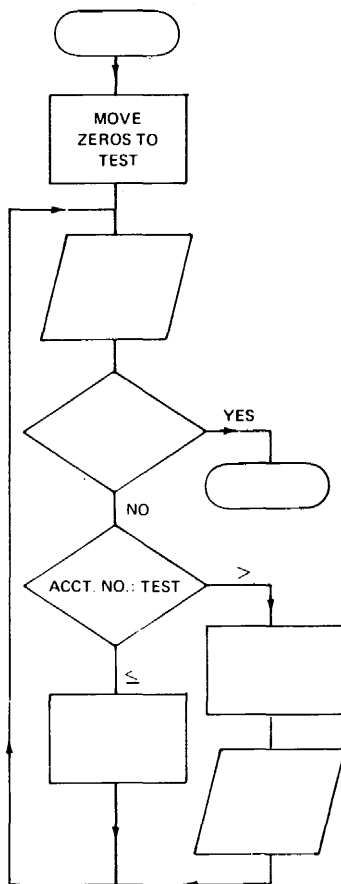 MOVE
ZEROS TO
TEST
YES
NO
ACCT. NO.: TEST
>
≤